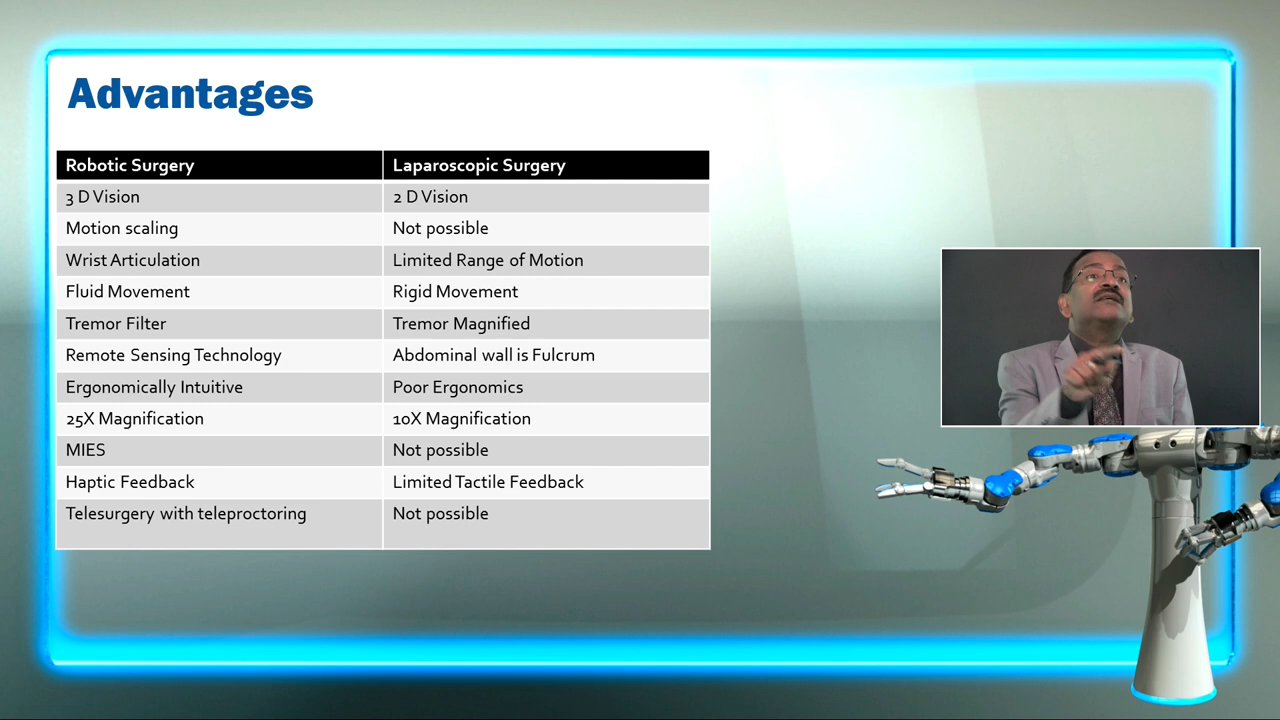 Advantages
Robotic Surgery Laparoscopic Surgery
3 D Vision 2 D Vision
Motion scaling Not possible
Wrist Articulation Limited Range of Motion
Fluid Movement Rigid Movement
Tremor Filter Tremor Magnified
Remote Sensing Technology Abdominal wall is Fulcrum
Ergonomically Intuitive Poor Ergonomics
25X Magnification 10X Magnification
MIES Not possible
Haptic Feedback Limited Tactile Feedback
Telesurgery with teleproctoring Not possible